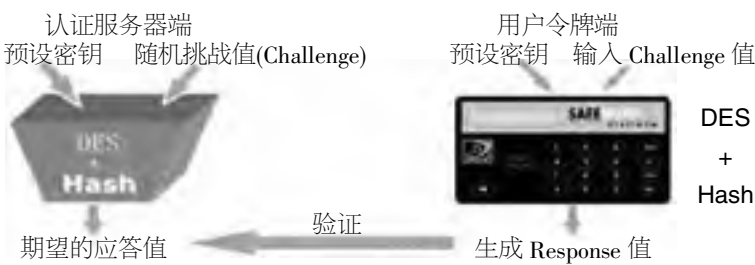 认证服务器端
预设密钥 随机挑战值(Challenge)
DES
+
Hash
期望的应答值
验证
用户令牌端
预设密钥 输入 Challenge 值
SAFE
DES
+
Hash
生成 Response 值